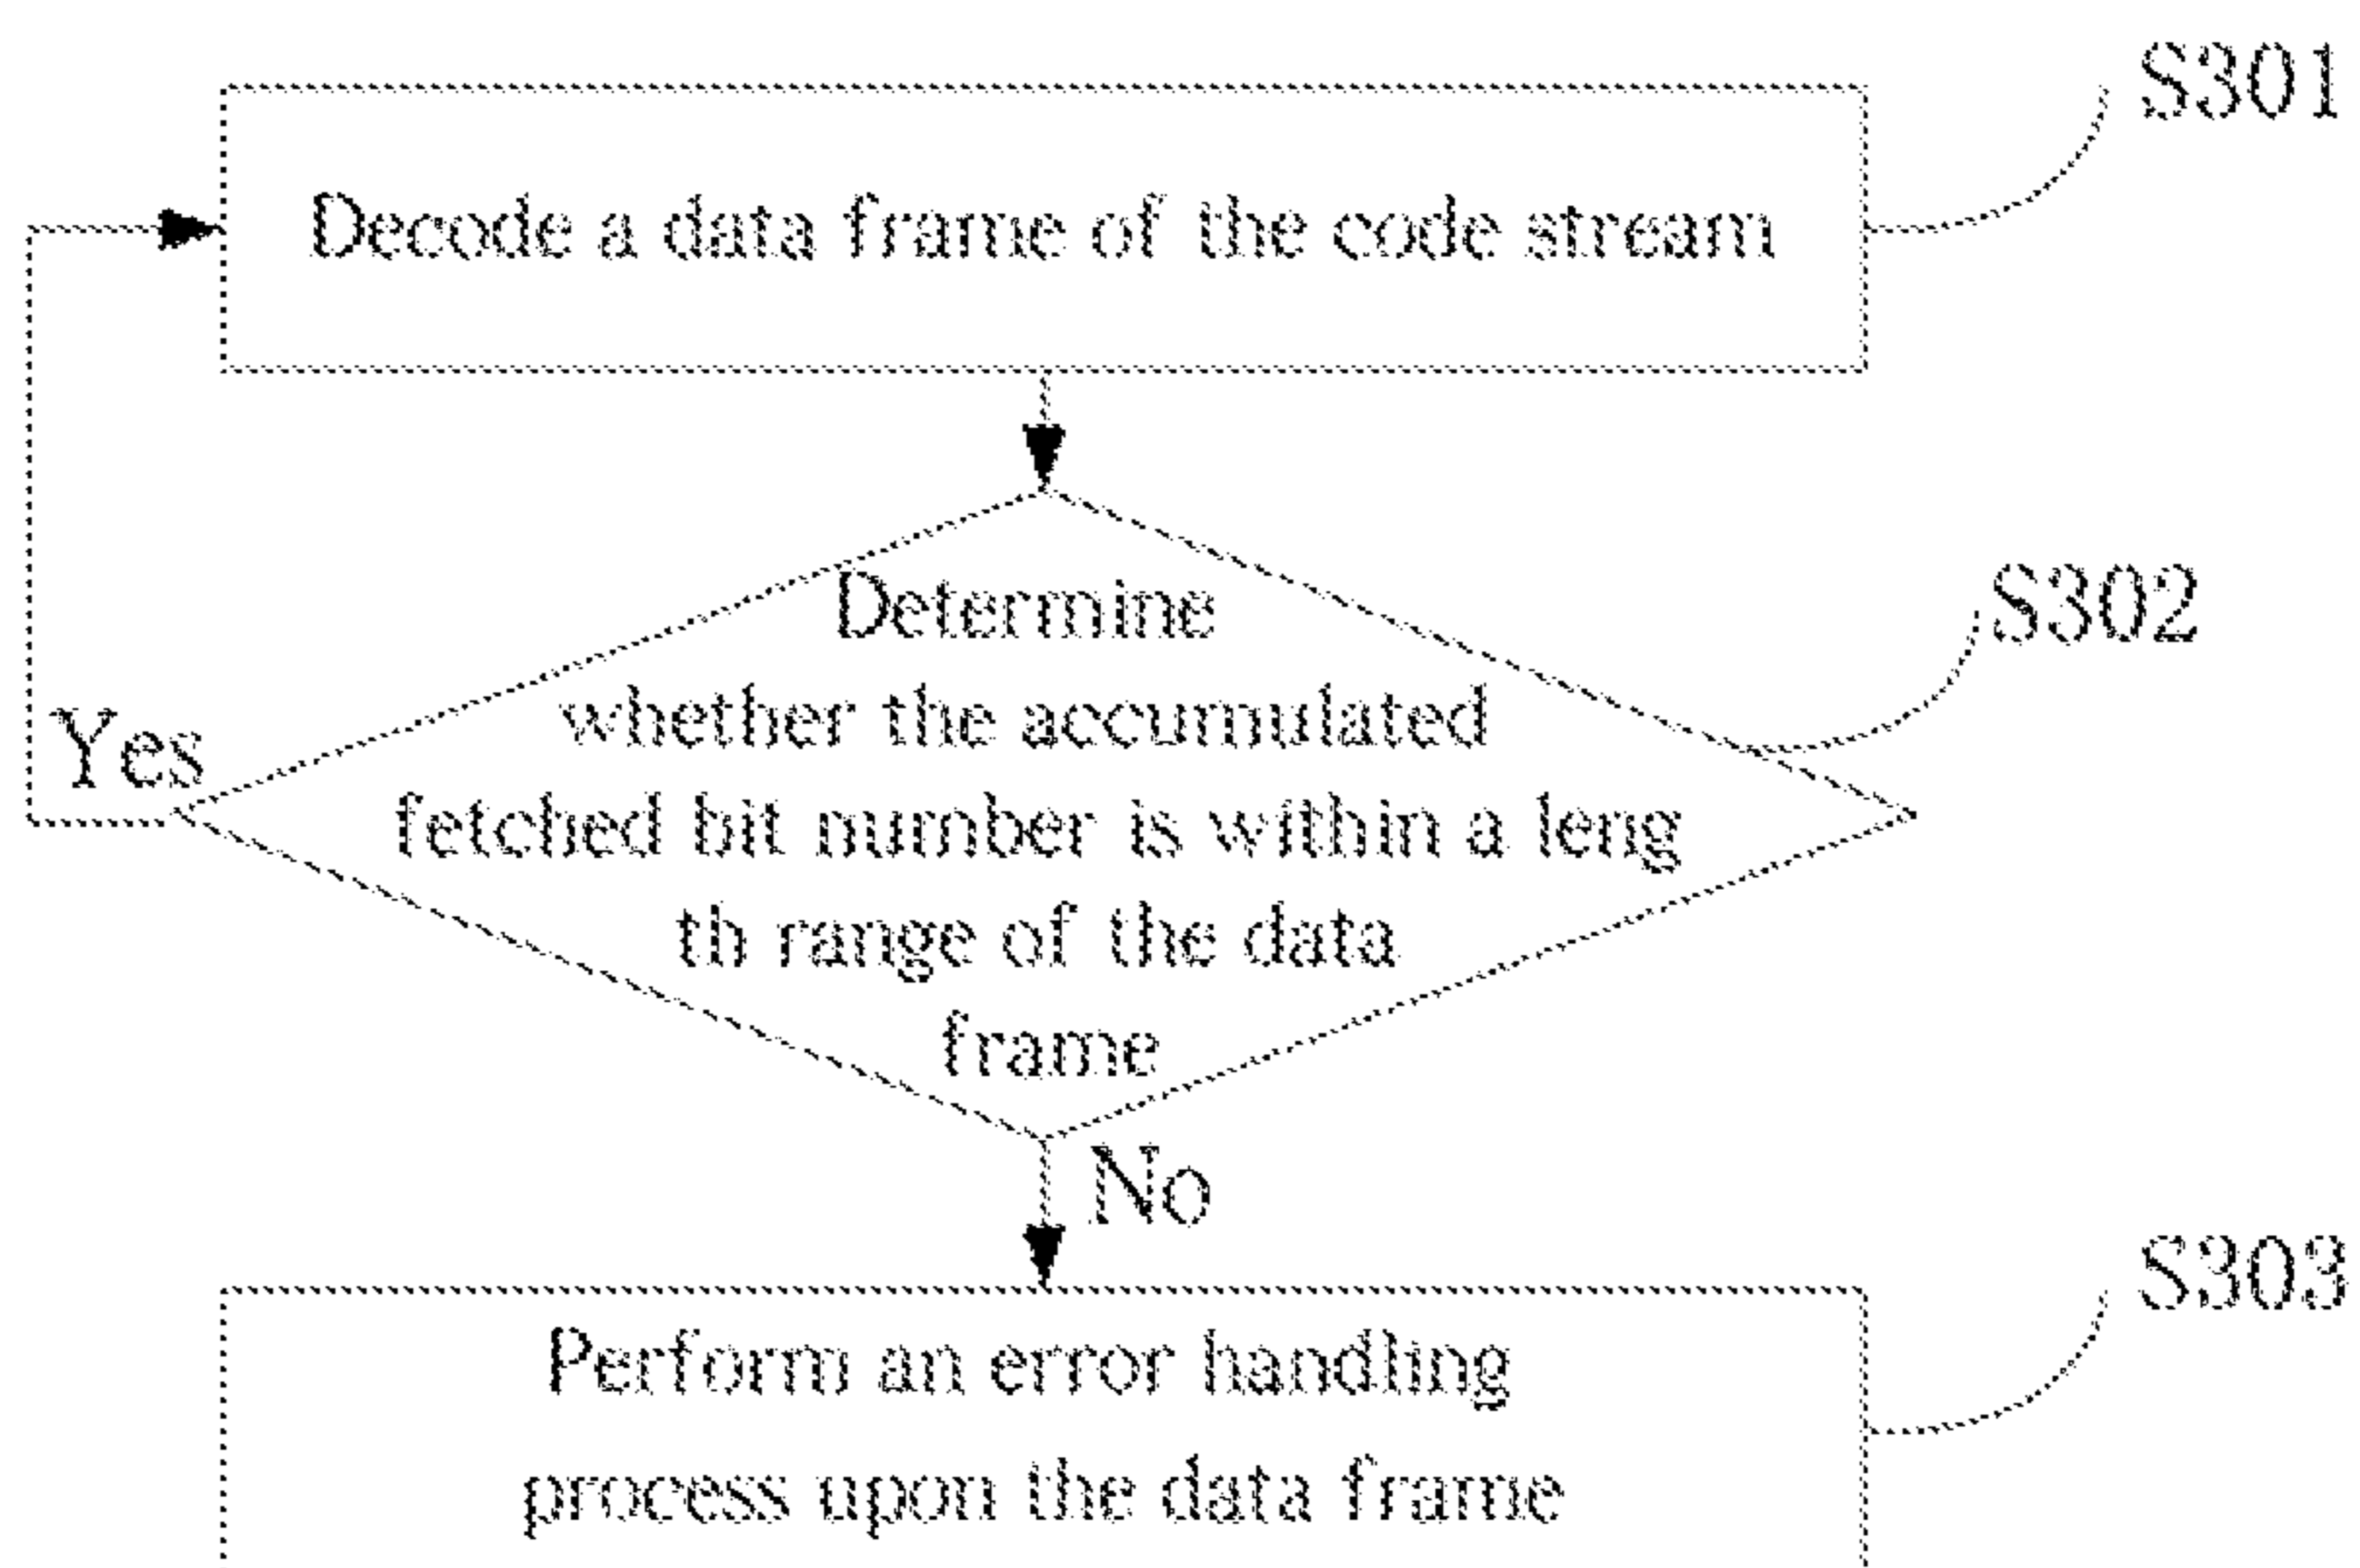 S301
Decode a data frame of the code stream
Determine
S302
whether the accumulated
Yes
fetched bit number is within a leng
th range of the data
frame
No
S303
Perform an error handling
process upon the data frame